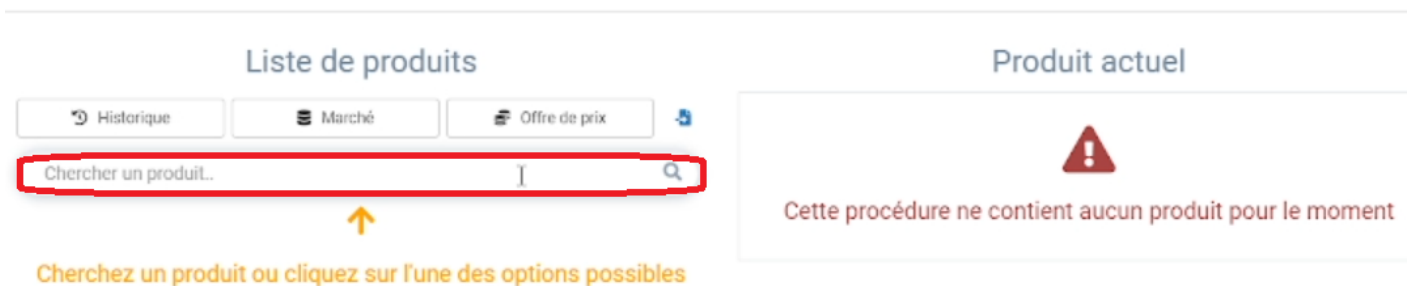 Liste de produits
Historique
Marché
Offre de prix
Chercher un produit..
Cherchez un produit ou cliquez sur l'une des options possibles
Produit actuel
Cette procédure ne contient aucun produit pour le moment